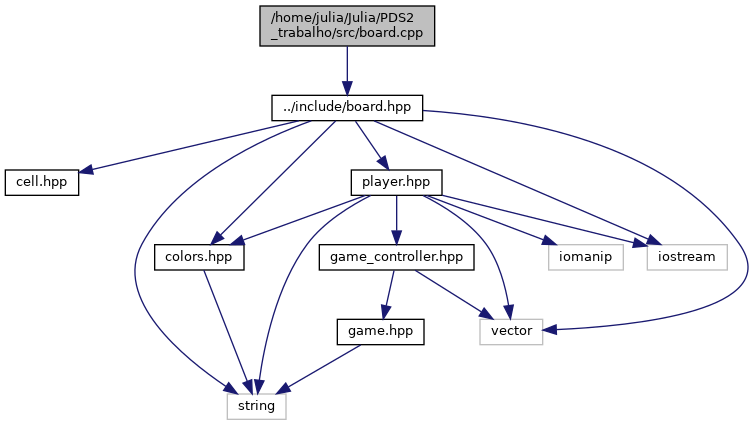 /home/julia/Julia/PDS2
_trabalho/src/board.cpp
../include/board.hpp
cell.hpp
player.hpp
colors.hpp
game_controller.hpp
iomanip
iostream
game.hpp
vector
string